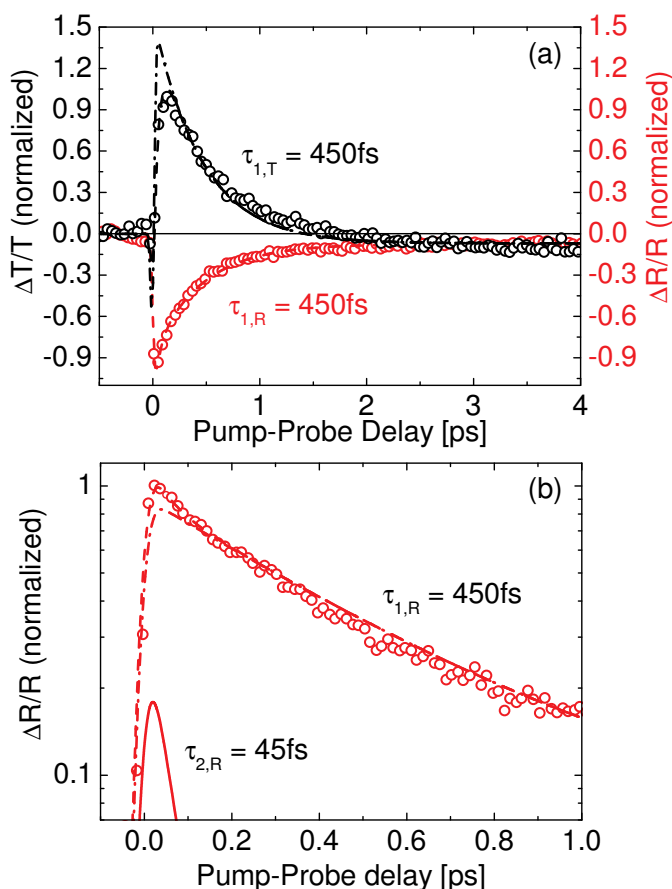 (a)
ΔT/T (normalized)
1.5
1.2
0.9
0.6
0.3
0.0
-0.3
-0.6
-0.9
τ1,T = 450fs
τ1,R = 450fs
1.5
1.2
0.9
0.6
0.3
0.0
-0.3
-0.6
-0.9
ΔR/R (normalized)
0 1 2 3 4
Pump-Probe Delay [ps]
(b)
ΔR/R (normalized)
1
0.1
τ1,R = 450fs
τ2,R = 45fs
0.0 0.2 0.4 0.6 0.8 1.0
Pump-Probe delay [ps]